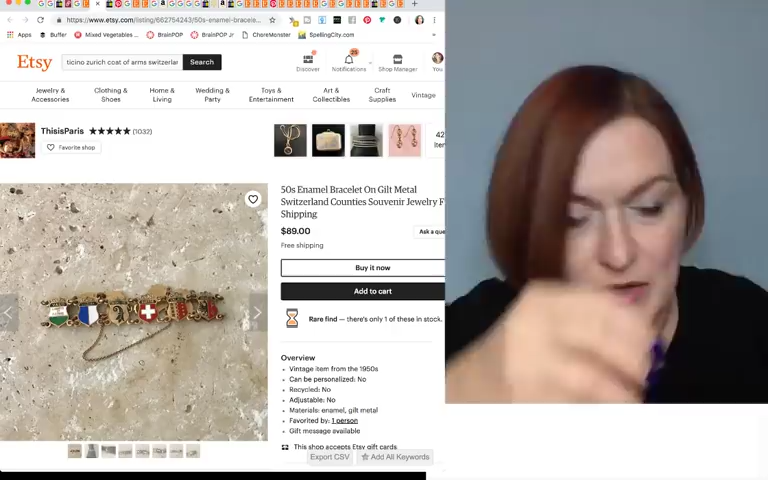 https://www.etsy.com/listing/662754243/50s-enamel-bracele...
Apps
Buffer
Mixed Vegetables ...
BrainPOP
BrainPOP Jr
ChoreMonster
SpellingCity.com
Etsy
ticino zurich coat of arms switzerlar
Search
Discover
25
Notifications
Shop Manager
You
Jewelry &
Accessories
Clothing &
Shoes
Home &
Living
Wedding &
Party
Toys &
Entertainment
Art &
Collectibles
Craft
Supplies
Vintage
ThisisParis ★★★★★ (1032)
Favorite shop
42
item
50s Enamel Bracelet On Gilt Metal
Switzerland Counties Souvenir Jewelry F
Shipping
$89.00
Ask a que
Free shipping
Buy it now
Add to cart
Rare find — there's only 1 of these in stock.
Overview
Vintage item from the 1950s
Can be personalized: No
Recycled: No
Adjustable: No
Materials: enamel, gilt metal
Favorited by: 1 person
Gift message available
This shop accepts Etsy gift cards
Export CSV
Add All Keywords